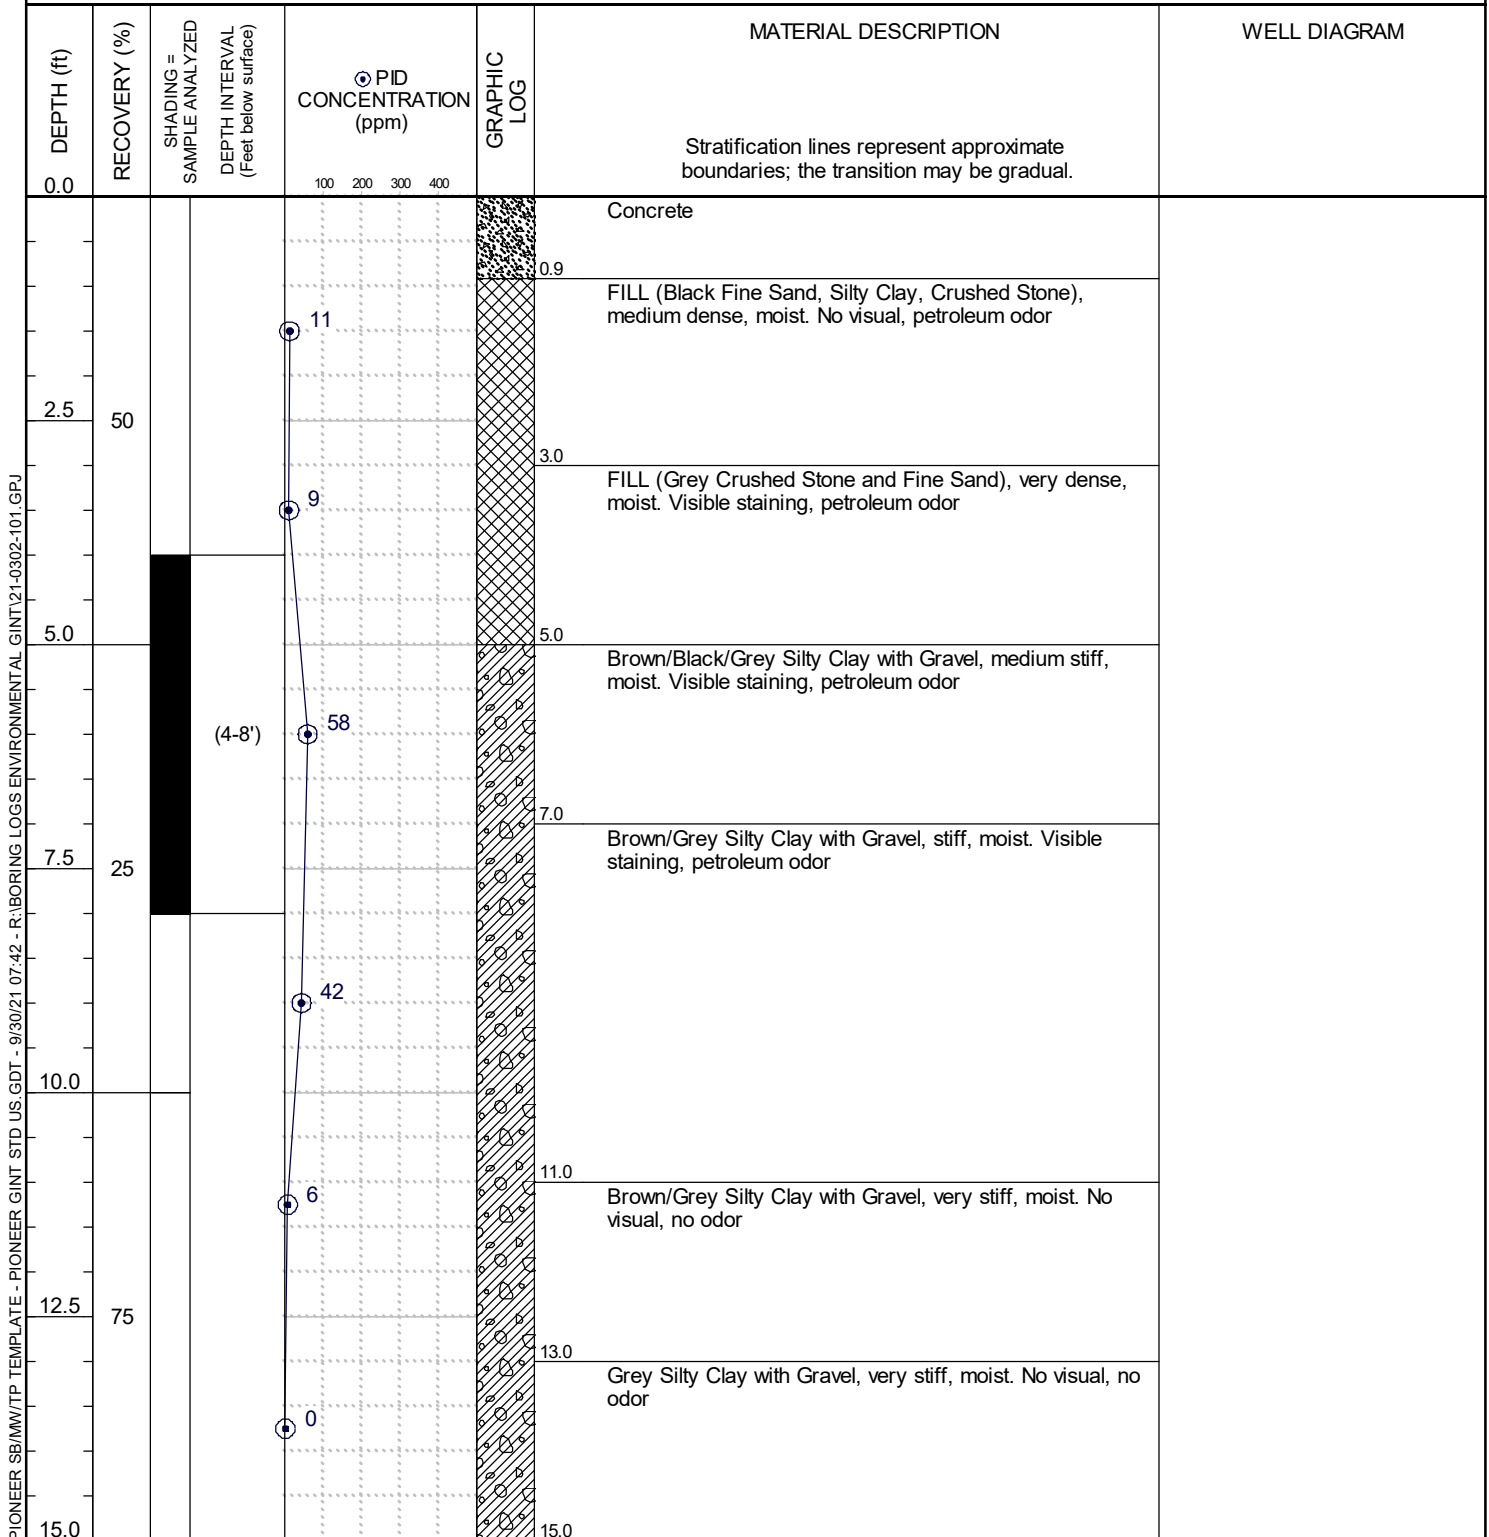 DEPTH (ft)
0.0
RECOVERY (%)
SHADING =
SAMPLE ANALYZED
DEPTH INTERVAL
(Feet below surface)
PID
CONCENTRATION
(ppm)
100 200 300 400
GRAPHIC
LOG
MATERIAL DESCRIPTION
Stratification lines represent approximate
boundaries; the transition may be gradual.
WELL DIAGRAM
Concrete
0.9
FILL (Black Fine Sand, Silty Clay, Crushed Stone),
medium dense, moist. No visual, petroleum odor
11
2.5
50
3.0
FILL (Grey Crushed Stone and Fine Sand), very dense,
moist. Visible staining, petroleum odor
9
5.0
5.0
Brown/Black/Grey Silty Clay with Gravel, medium stiff,
moist. Visible staining, petroleum odor
(4-8')
58
7.0
Brown/Grey Silty Clay with Gravel, stiff, moist. Visible
staining, petroleum odor
7.5
25
42
10.0
11.0
Brown/Grey Silty Clay with Gravel, very stiff, moist. No
visual, no odor
6
12.5
75
13.0
Grey Silty Clay with Gravel, very stiff, moist. No visual, no
odor
0
15.0
15.0
PIONEER SB/MW/TP TEMPLATE - PIONEER GINT STD US.GDT - 9/30/21 07:42 - R:\BORING LOGS ENVIRONMENTAL GINT\21-0302-101.GPJ